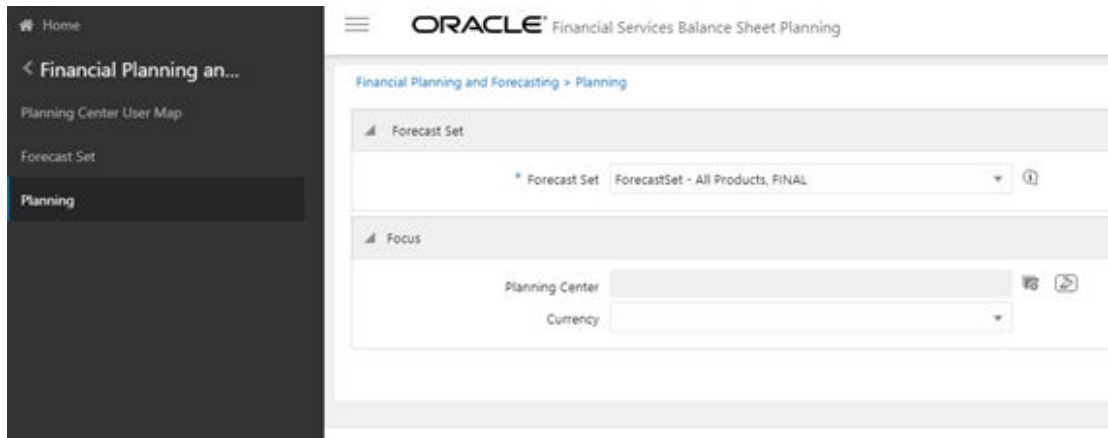 Home
< Financial Planning an...
Planning Center User Map
Forecast Set
Planning
ORACLE® Financial Services Balance Sheet Planning
Financial Planning and Forecasting > Planning
Forecast Set
* Forecast Set ForecastSet - All Products, FINAL
Focus
Planning Center
Currency